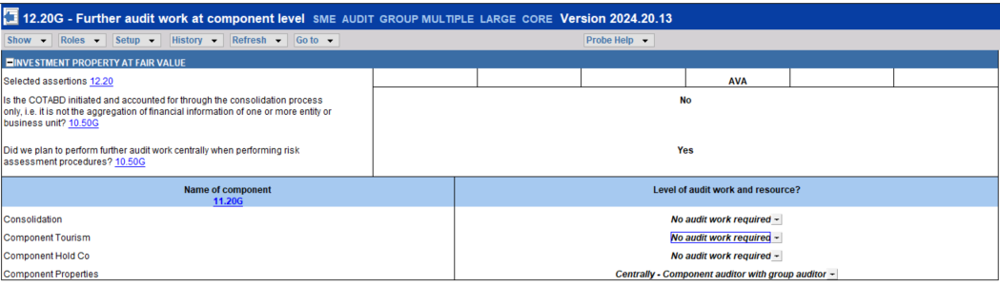 12.20G - Further audit work at component level SME AUDIT GROUP MULTIPLE LARGE CORE Version 2024.20.13
Show Roles Setup History Refresh Go to Probe Help
INVESTMENT PROPERTY AT FAIR VALUE
Selected assertions 12.20 AVA
Is the COTABD initiated and accounted for through the consolidation process
only, i.e. it is not the aggregation of financial information of one or more entity or
business unit? 10.50G
No
Did we plan to perform further audit work centrally when performing risk
assessment procedures? 10.50G
Yes
Name of component
11.20G
Level of audit work and resource?
Consolidation No audit work required
Component Tourism No audit work required
Component Hold Co No audit work required
Component Properties Centrally - Component auditor with group auditor